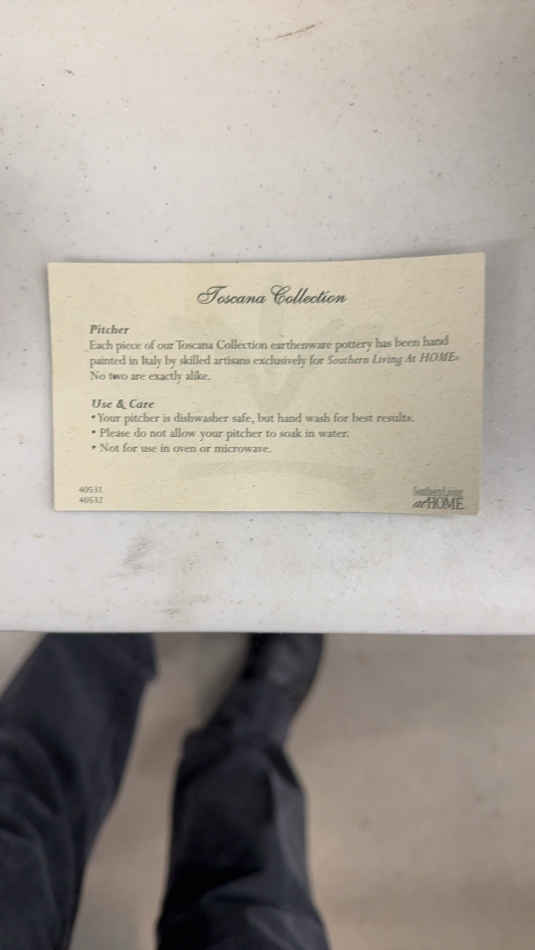 Toscana Collection
Pitcher
Each piece of our Toscana Collection earthenware pottery has been hand
painted in Italy by skilled artisans exclusively for Southern Living At HOME®
No two are exactly alike.
Use & Care
• Your pitcher is dishwasher safe, but hand wash for best results.
• Please do not allow your pitcher to soak in water.
• Not for use in oven or microwave.
40531
40532
Southern Living
at HOME